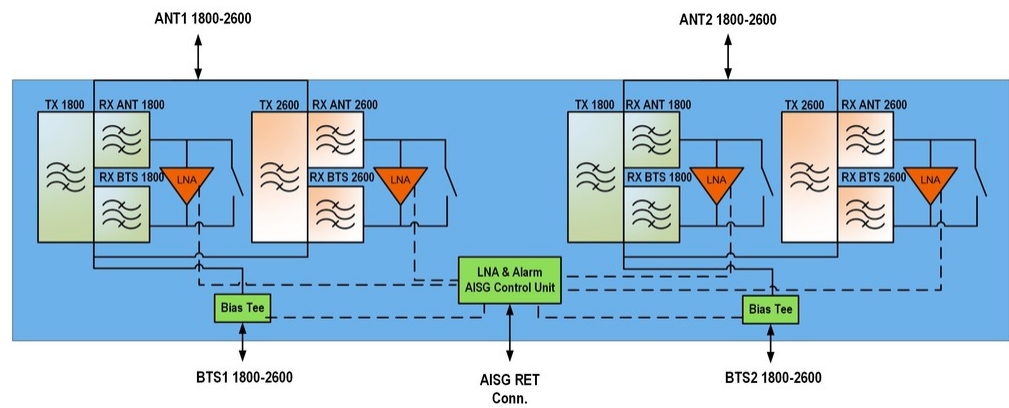 ANT1 1800-2600
ANT2 1800-2600
TX 1800
RX ANT 1800
TX 2600
RX ANT 2600
TX 1800
RX ANT 1800
TX 2600
RX ANT 2600
RX BTS 1800
LNA
RX BTS 2600
LNA
RX BTS 1800
LNA
RX BTS 2600
LNA
LNA & Alarm
AISG Control Unit
Bias Tee
Bias Tee
BTS1 1800-2600
AISG RET
Conn.
BTS2 1800-2600